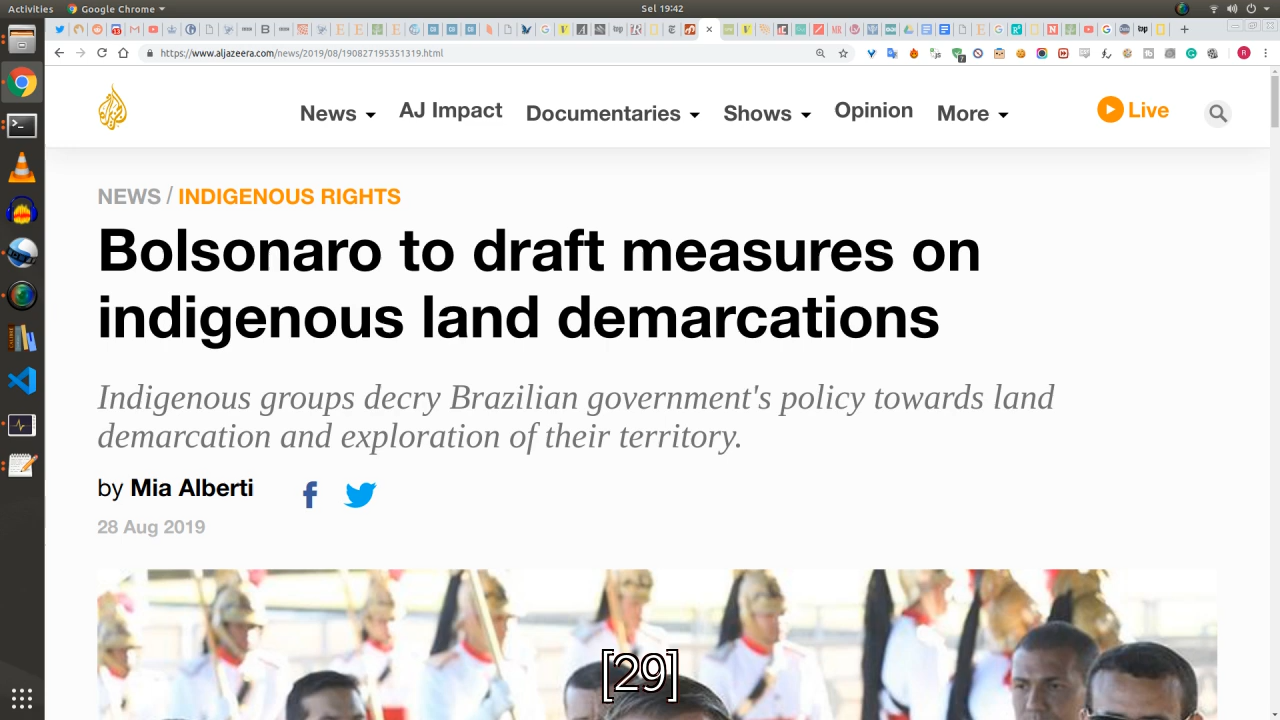 Activities Google Chrome Sel 19:42
https://www.aljazeera.com/news/2019/08/190827195351319.html
News AJ Impact Documentaries Shows Opinion More Live
NEWS / INDIGENOUS RIGHTS
Bolsonaro to draft measures on
indigenous land demarcations
Indigenous groups decry Brazilian government's policy towards land
demarcation and exploration of their territory.
by Mia Alberti
28 Aug 2019
[29]